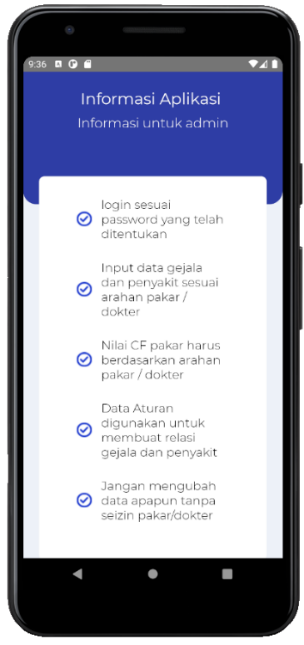 9:36
Informasi Aplikasi
Informasi untuk admin
login sesuai
password yang telah
ditentukan
Input data gejala
dan penyakit sesuai
arahan pakar /
dokter
Nilai CF pakar harus
berdasarkan arahan
pakar / dokter
Data Aturan
digunakan untuk
membuat relasi
gejala dan penyakit
Jangan mengubah
data apapun tanpa
seizin pakar/dokter